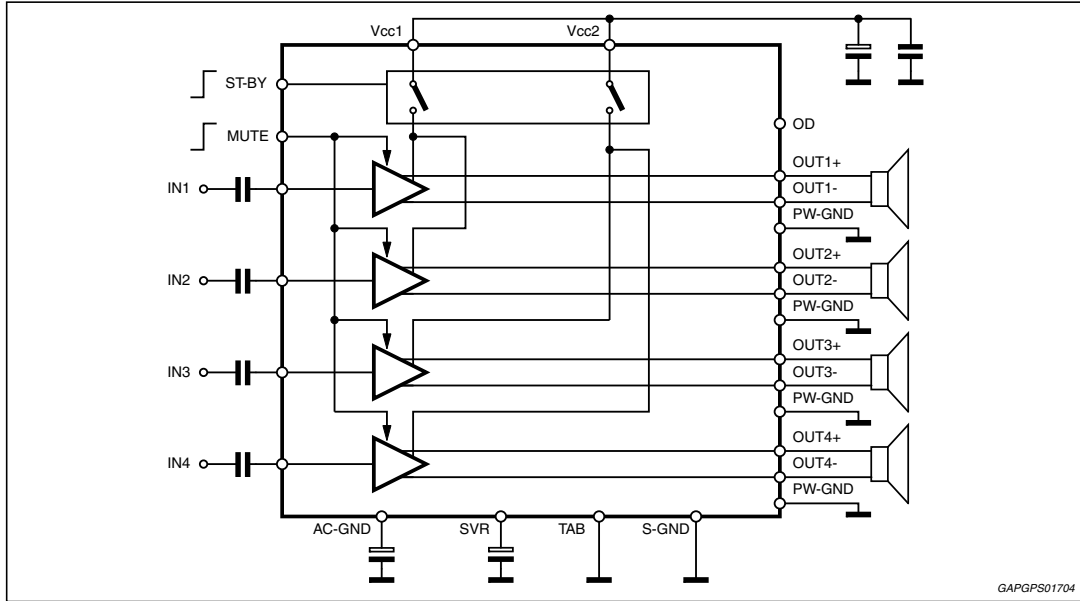 Vcc1
Vcc2
ST-BY
MUTE
OD
OUT1+
IN1
OUT1-
PW-GND
OUT2+
IN2
OUT2-
PW-GND
OUT3+
IN3
OUT3-
PW-GND
OUT4+
IN4
OUT4-
PW-GND
AC-GND
SVR
TAB
S-GND
GAPGPS01704